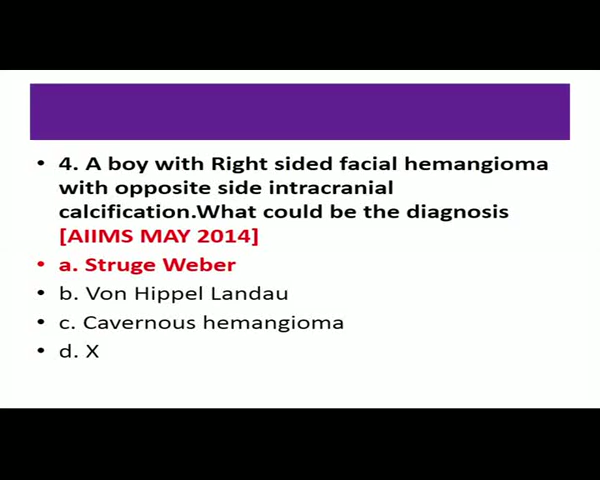 • 4. A boy with Right sided facial hemangioma
with opposite side intracranial
calcification.What could be the diagnosis
[AIIMS MAY 2014]
• a. Struge Weber
• b. Von Hippel Landau
• c. Cavernous hemangioma
• d. X